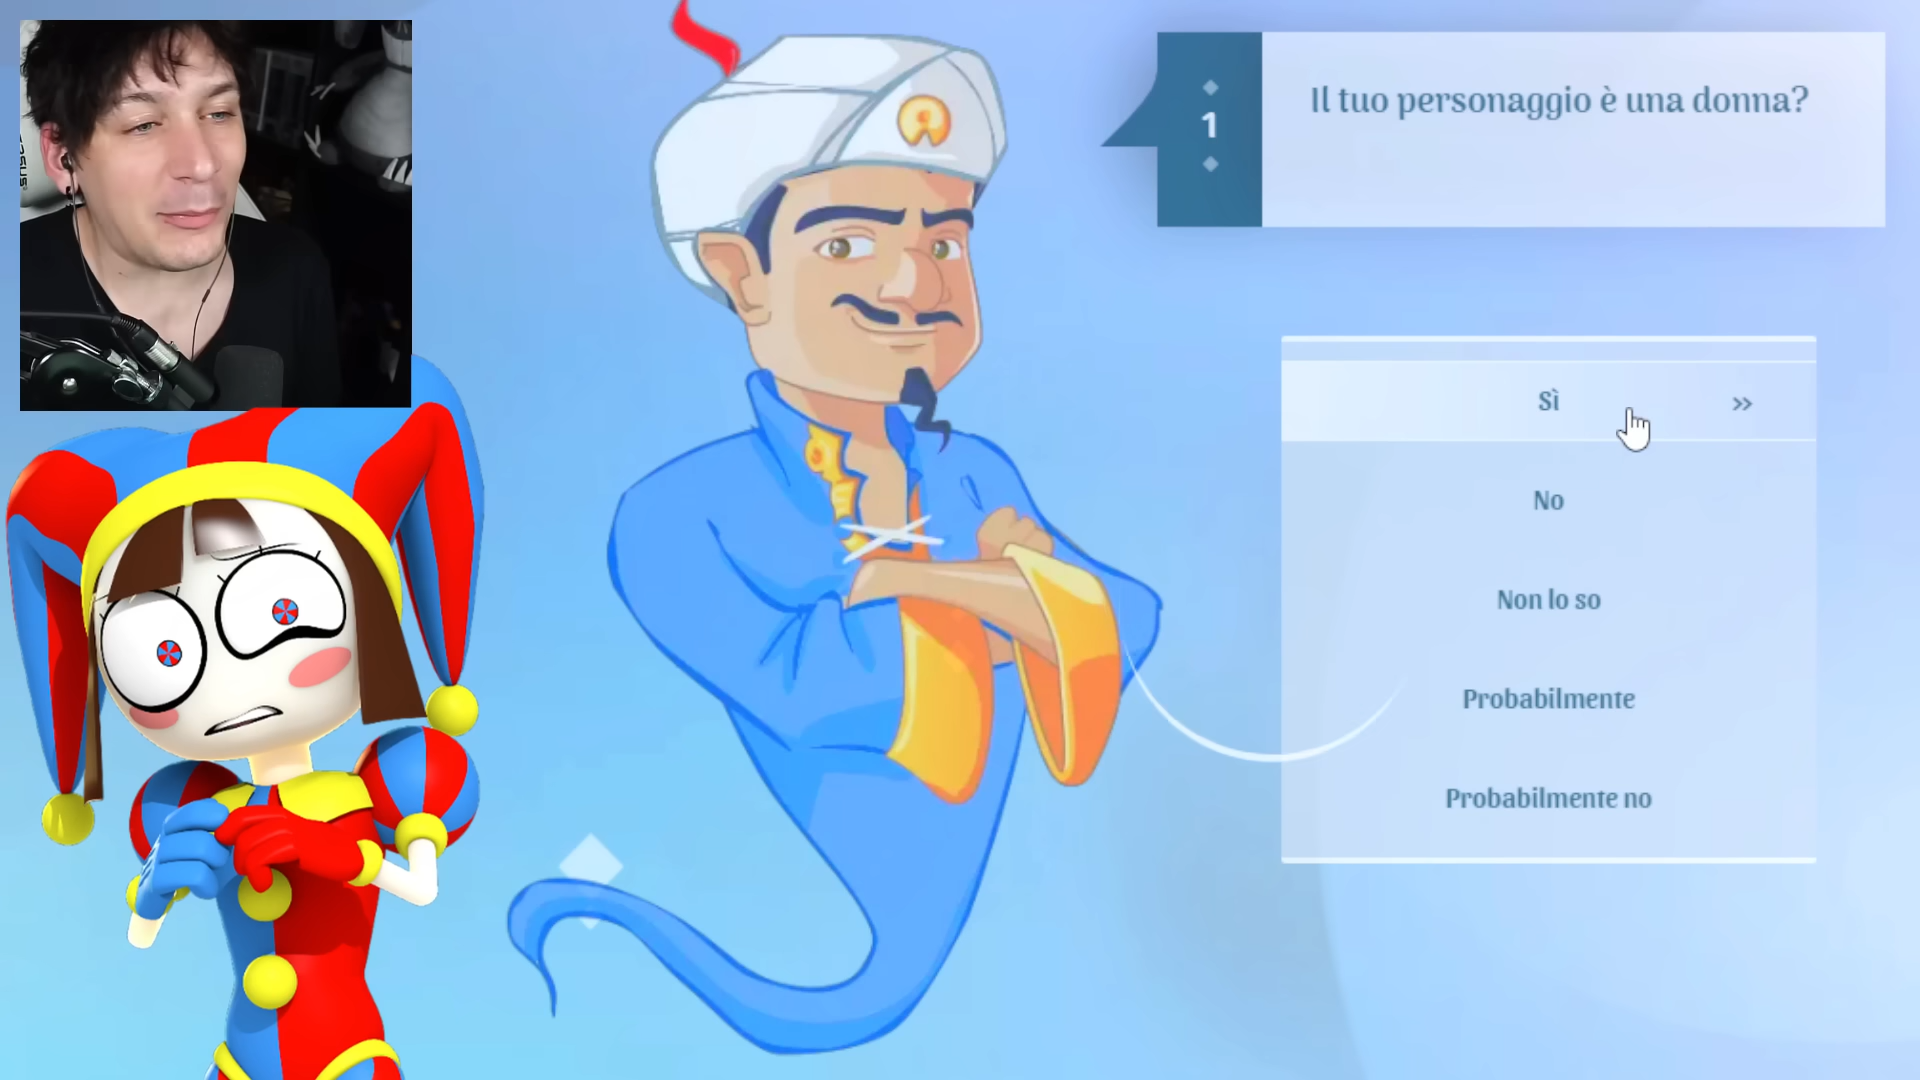 Il tuo personaggio è una donna?
1
Sì
No
Non lo so
Probabilmente
Probabilmente no